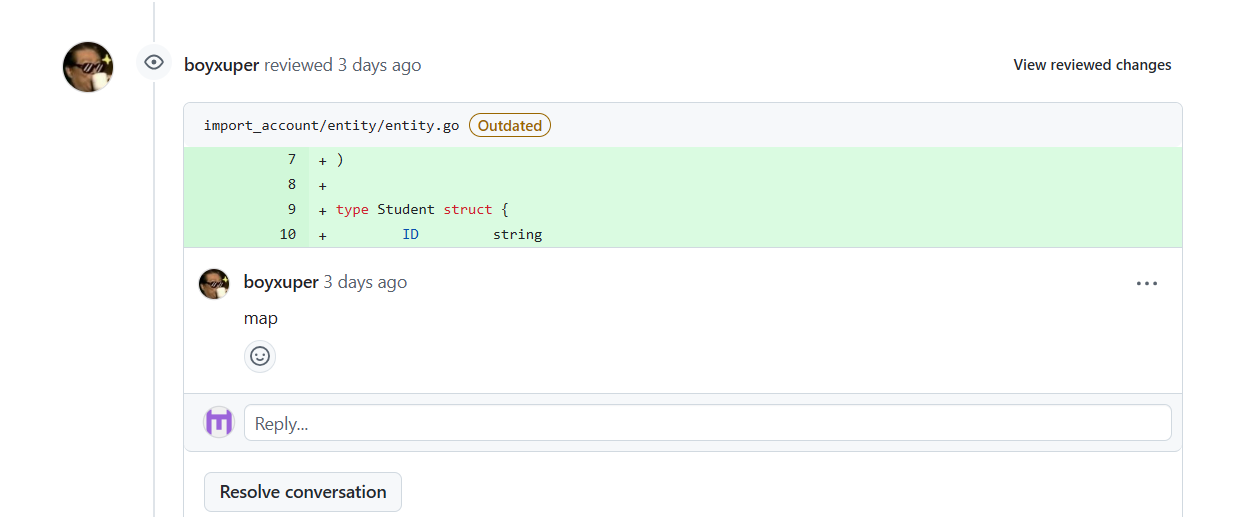 boyxuper reviewed 3 days ago View reviewed changes
import_account/entity/entity.go Outdated
7 + )
8 +
9 + type Student struct {
10 + ID string
boyxuper 3 days ago ...
map
Reply...
Resolve conversation